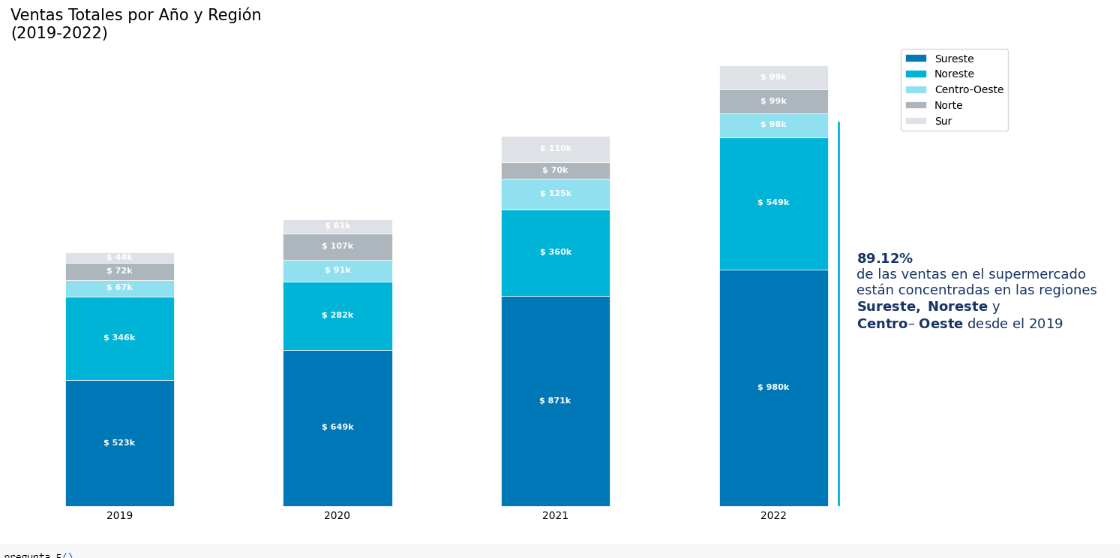 Ventas Totales por Año y Región
(2019-2022)
Sureste
Noreste
Centro-Oeste
Norte
Sur
$ 44k
$ 72k
$ 67k
$ 346k
$ 523k
$ 61k
$ 107k
$ 91k
$ 282k
$ 649k
$ 110k
$ 70k
$ 125k
$ 360k
$ 871k
$ 99k
$ 99k
$ 98k
$ 549k
$ 980k
89.12%
de las ventas en el supermercado
están concentradas en las regiones
Sureste, Noreste y
Centro– Oeste desde el 2019
2019
2020
2021
2022